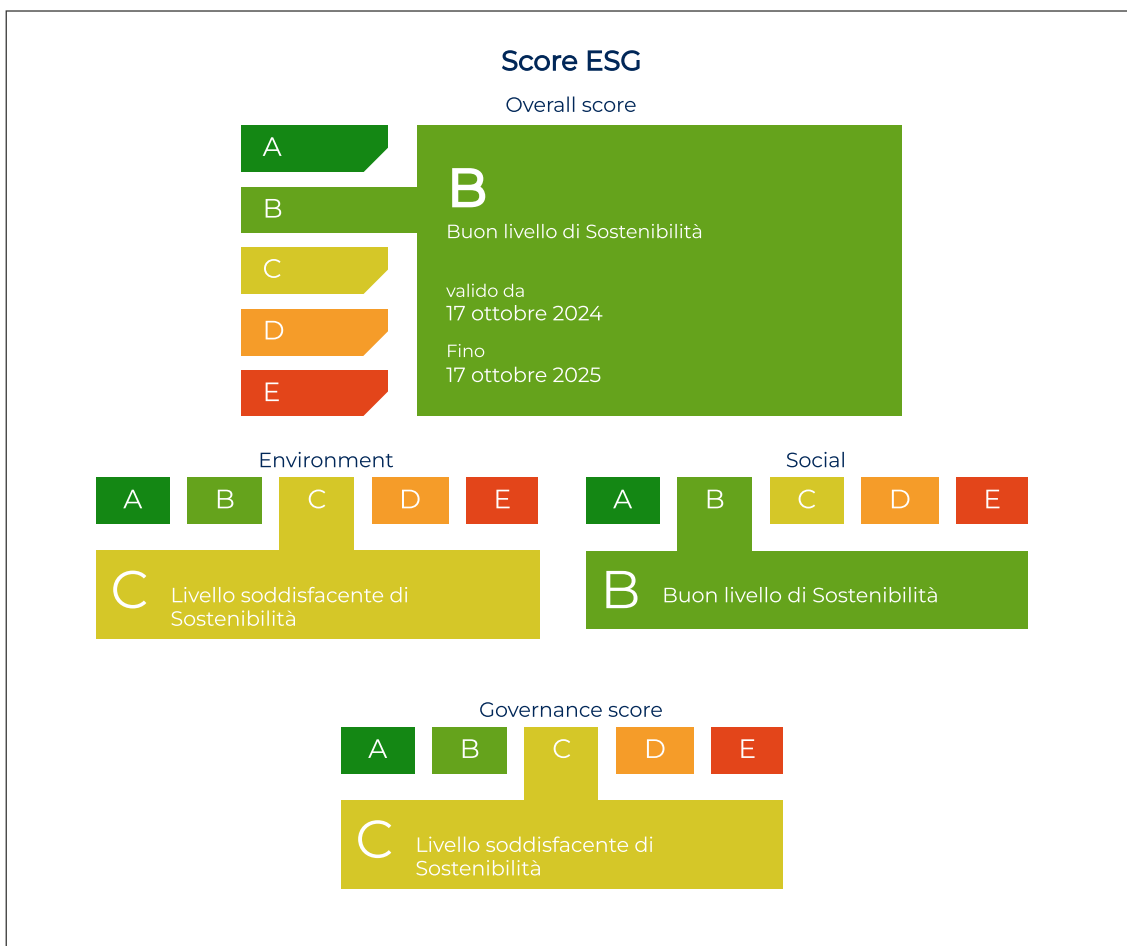 Score ESG
Overall score
A
B
C
D
E
B
Buon livello di Sostenibilità
valido da
17 ottobre 2024
Fino
17 ottobre 2025
Environment
A B C D E
C Livello soddisfacente di
Sostenibilità
Social
A B C D E
B Buon livello di Sostenibilità
Governance score
A B C D E
C Livello soddisfacente di
Sostenibilità